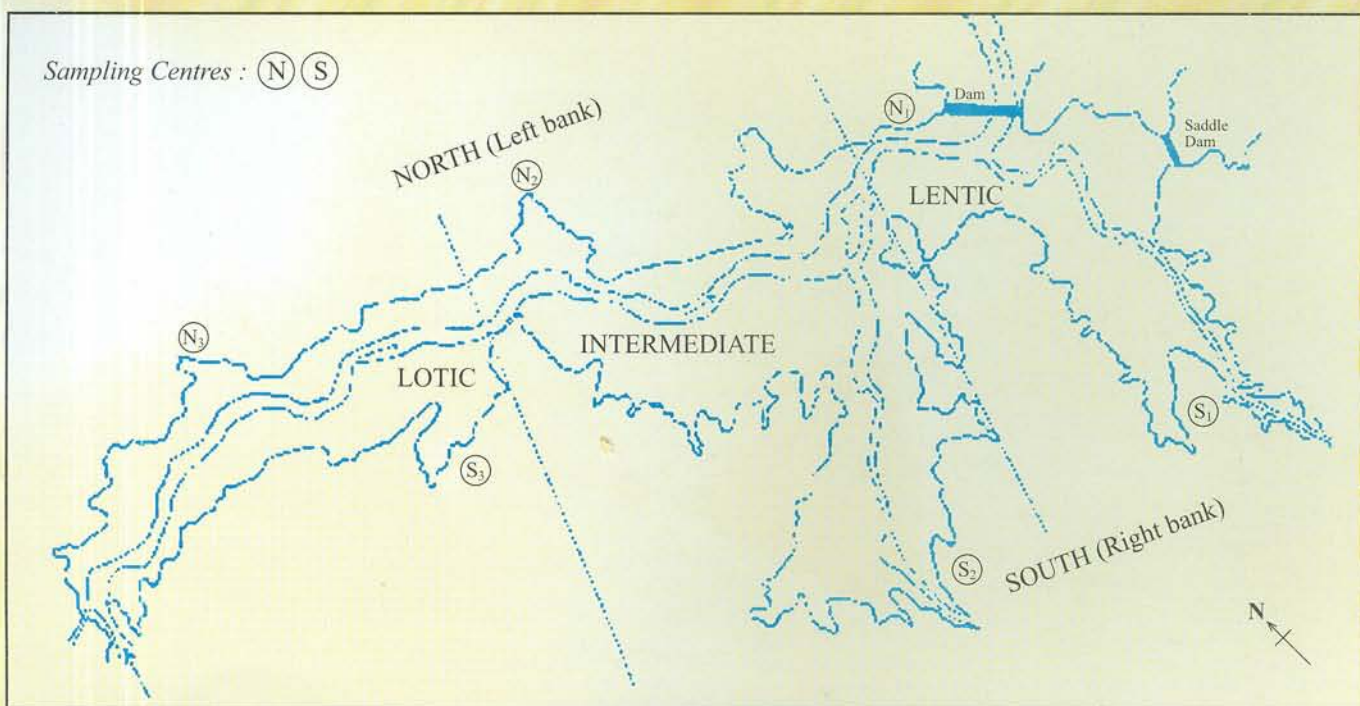 Sampling Centres : N S
Dam
N₁
Saddle
Dam
NORTH (Left bank)
N₂
LENTIC
N₃
INTERMEDIATE
LOTIC
S₁
S₃
SOUTH (Right bank)
S₂
N